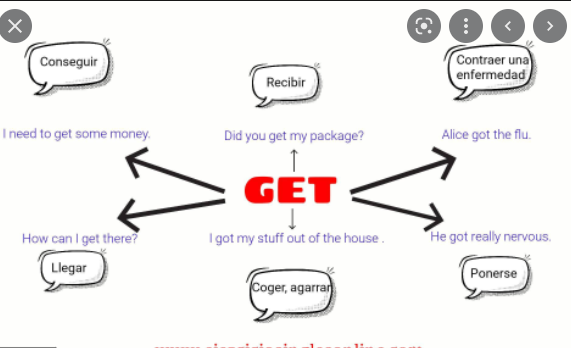 Conseguir
Recibir
Contraer una
enfermedad
I need to get some money.
Did you get my package?
Alice got the flu.
GET
How can I get there?
I got my stuff out of the house .
He got really nervous.
Llegar
Coger, agarrar
Ponerse